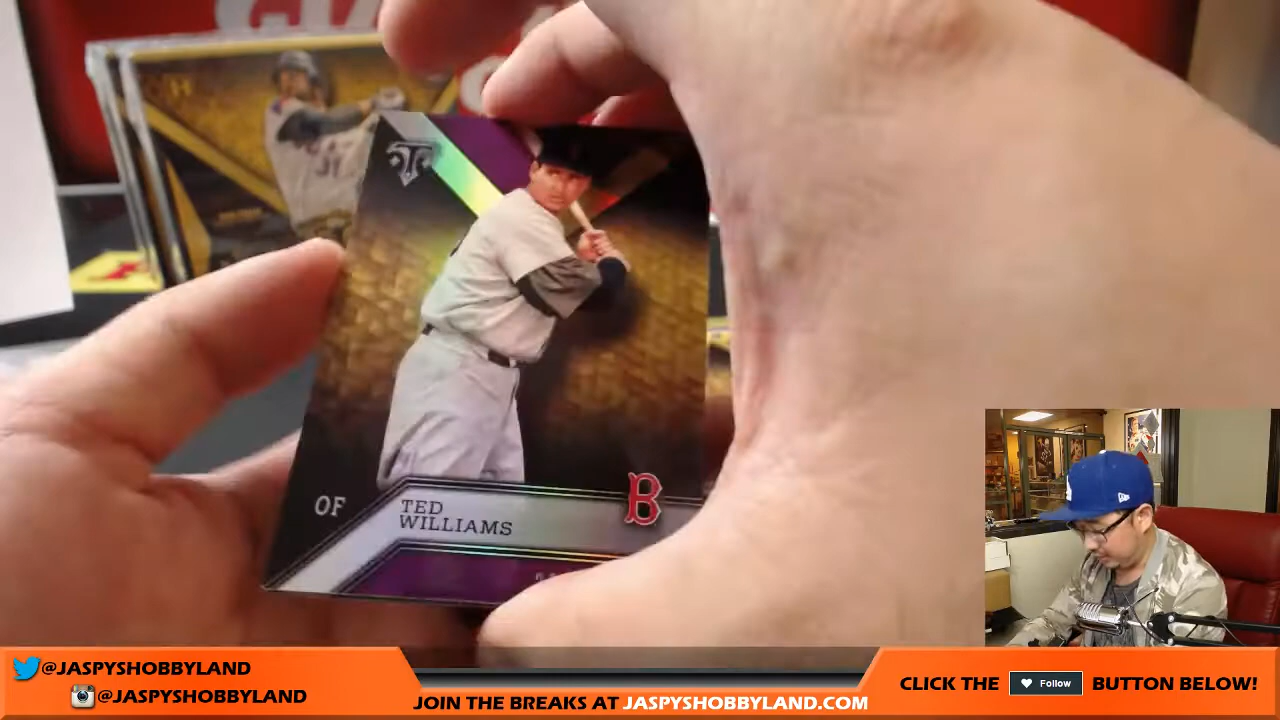 OF
TED
WILLIAMS
B
@JASPYSHOBBYLAND
@JASPYSHOBBYLAND
JOIN THE BREAKS AT JASPYSHOBBYLAND.COM
CLICK THE Follow BUTTON BELOW!